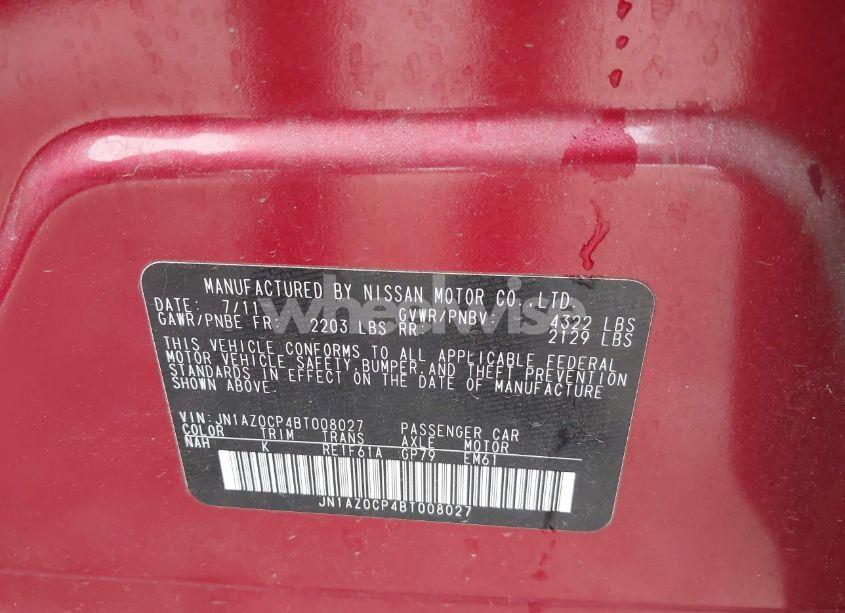 MANUFACTURED BY NISSAN MOTOR CO.,LTD.
DATE: 7/11 GVWR/PNBV: 4322 LBS
GAWR/PNBE FR: 2203 LBS RR: 2129 LBS
THIS VEHICLE CONFORMS TO ALL APPLICABLE FEDERAL
MOTOR VEHICLE SAFETY,BUMPER,AND THEFT PREVENTION
STANDARDS IN EFFECT ON THE DATE OF MANUFACTURE
SHOWN ABOVE.
VIN: JN1AZ0CP4BT008027 PASSENGER CAR
COLOR TRIM TRANS AXLE MOTOR
NAH K RE1F61A GP79 EM61
JN1AZ0CP4BT008027
wheelwise